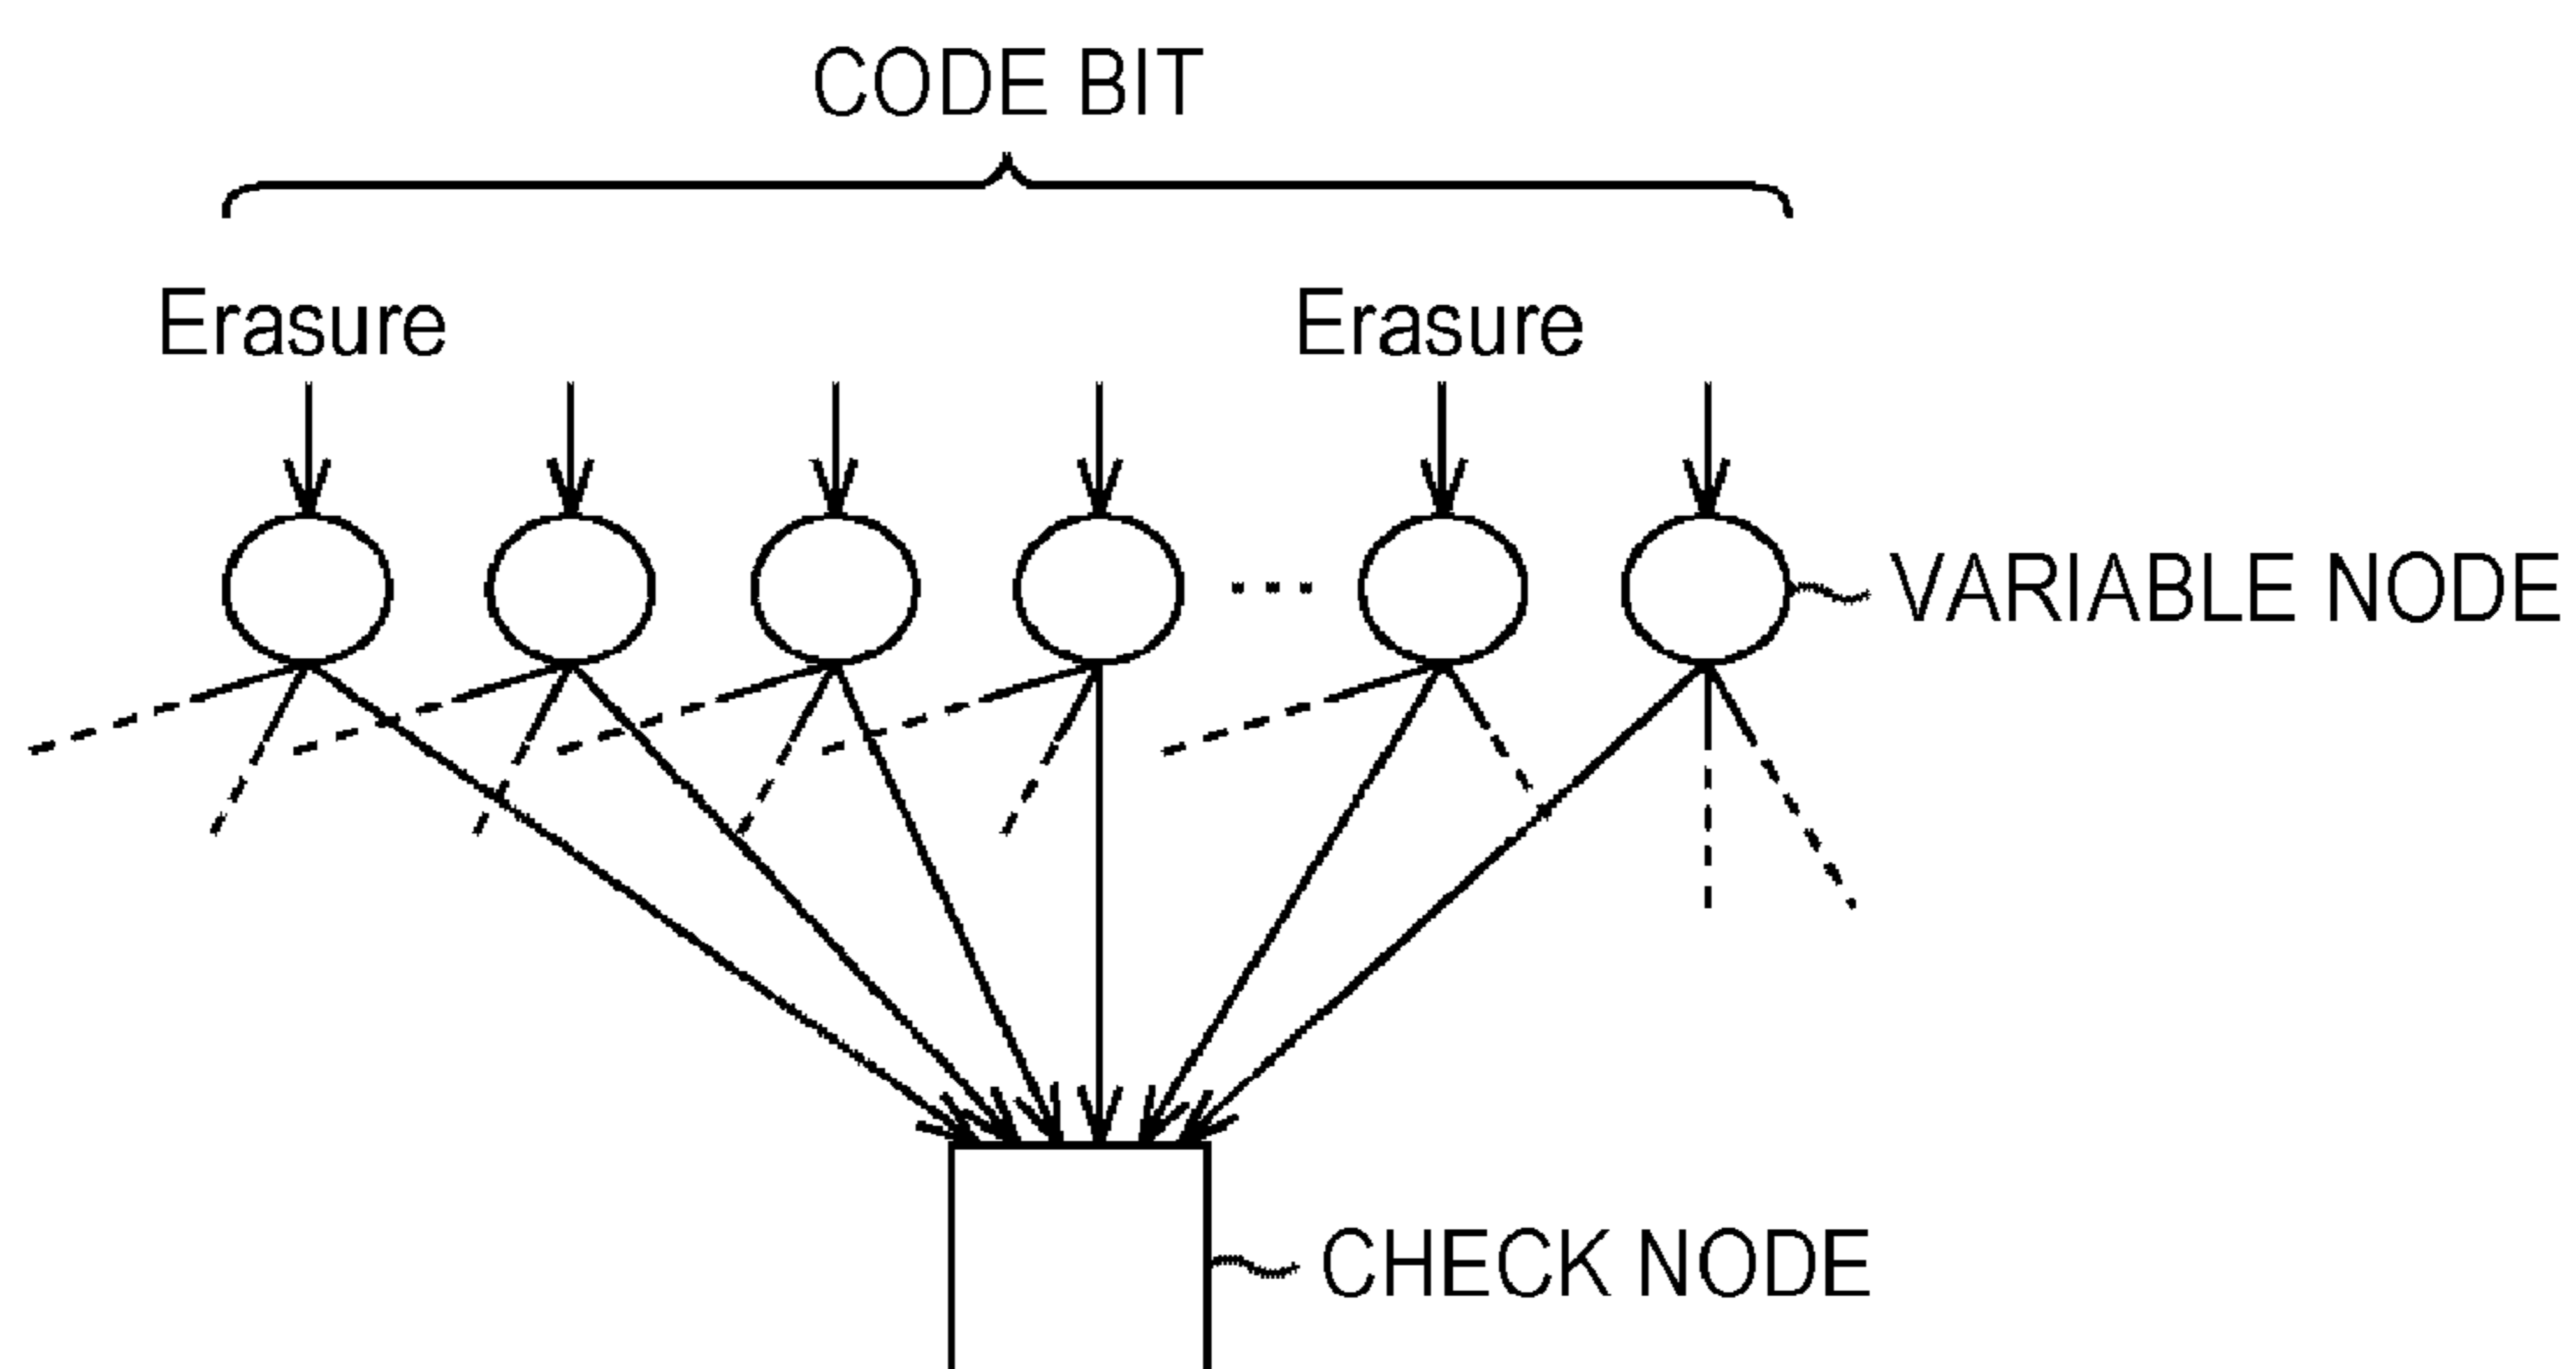 CODE BIT
Erasure
Erasure
...
VARIABLE NODE
CHECK NODE